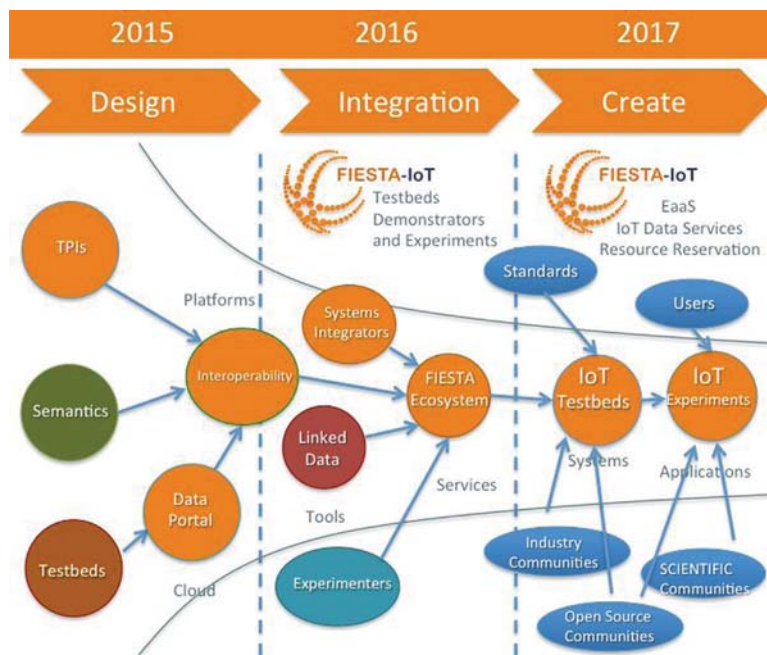 2015
2016
2017
Design
Integration
Create
FIESTA-IoT
Testbeds
Demonstrators
and Experiments
FIESTA-IoT
EaaS
IoT Data Services
Resource Reservation
TPIs
Platforms
Systems
Integrators
Standards
Users
Interoperability
FIESTA
Ecosystem
IoT
Testbeds
IoT
Experiments
Semantics
Linked
Data
Systems
Applications
Data
Portal
Services
Tools
Testbeds
Cloud
Experimenters
Industry
Communities
SCIENTIFIC
Communities
Open Source
Communities